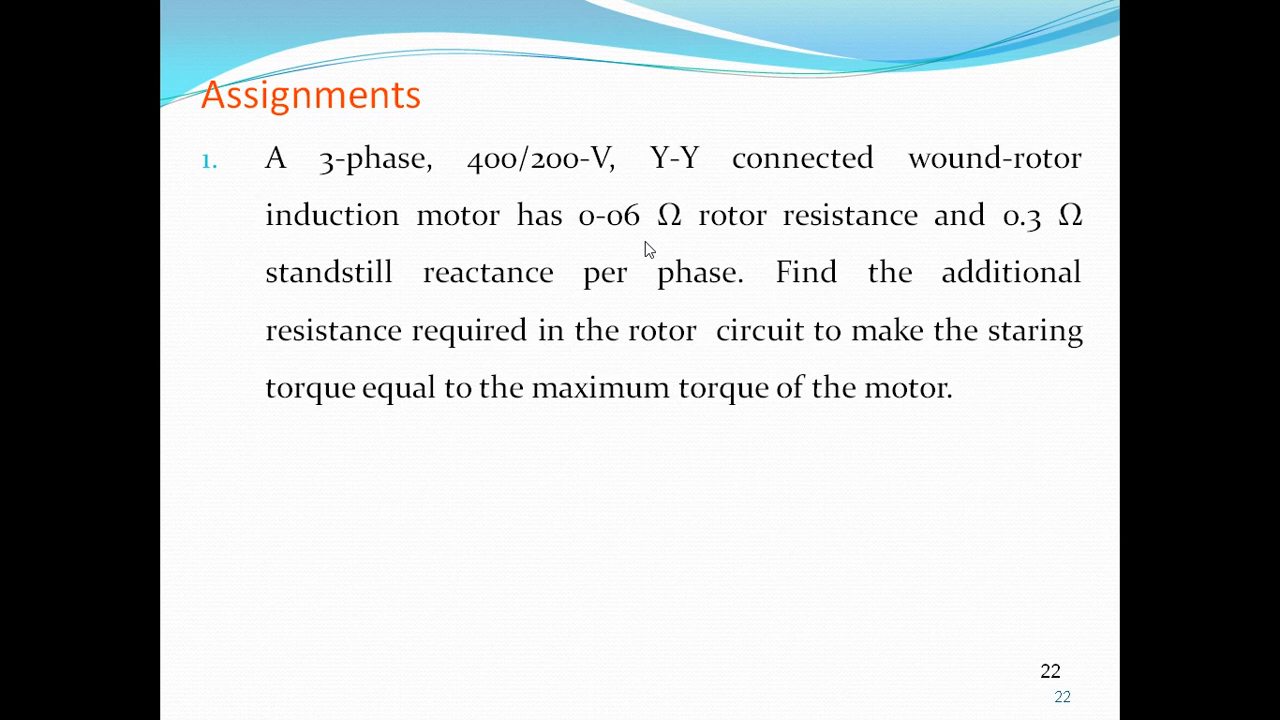 Assignments
1. A 3-phase, 400/200-V, Y-Y connected wound-rotor
induction motor has 0-06 Ω rotor resistance and 0.3 Ω
standstill reactance per phase. Find the additional
resistance required in the rotor circuit to make the staring
torque equal to the maximum torque of the motor.
22
22